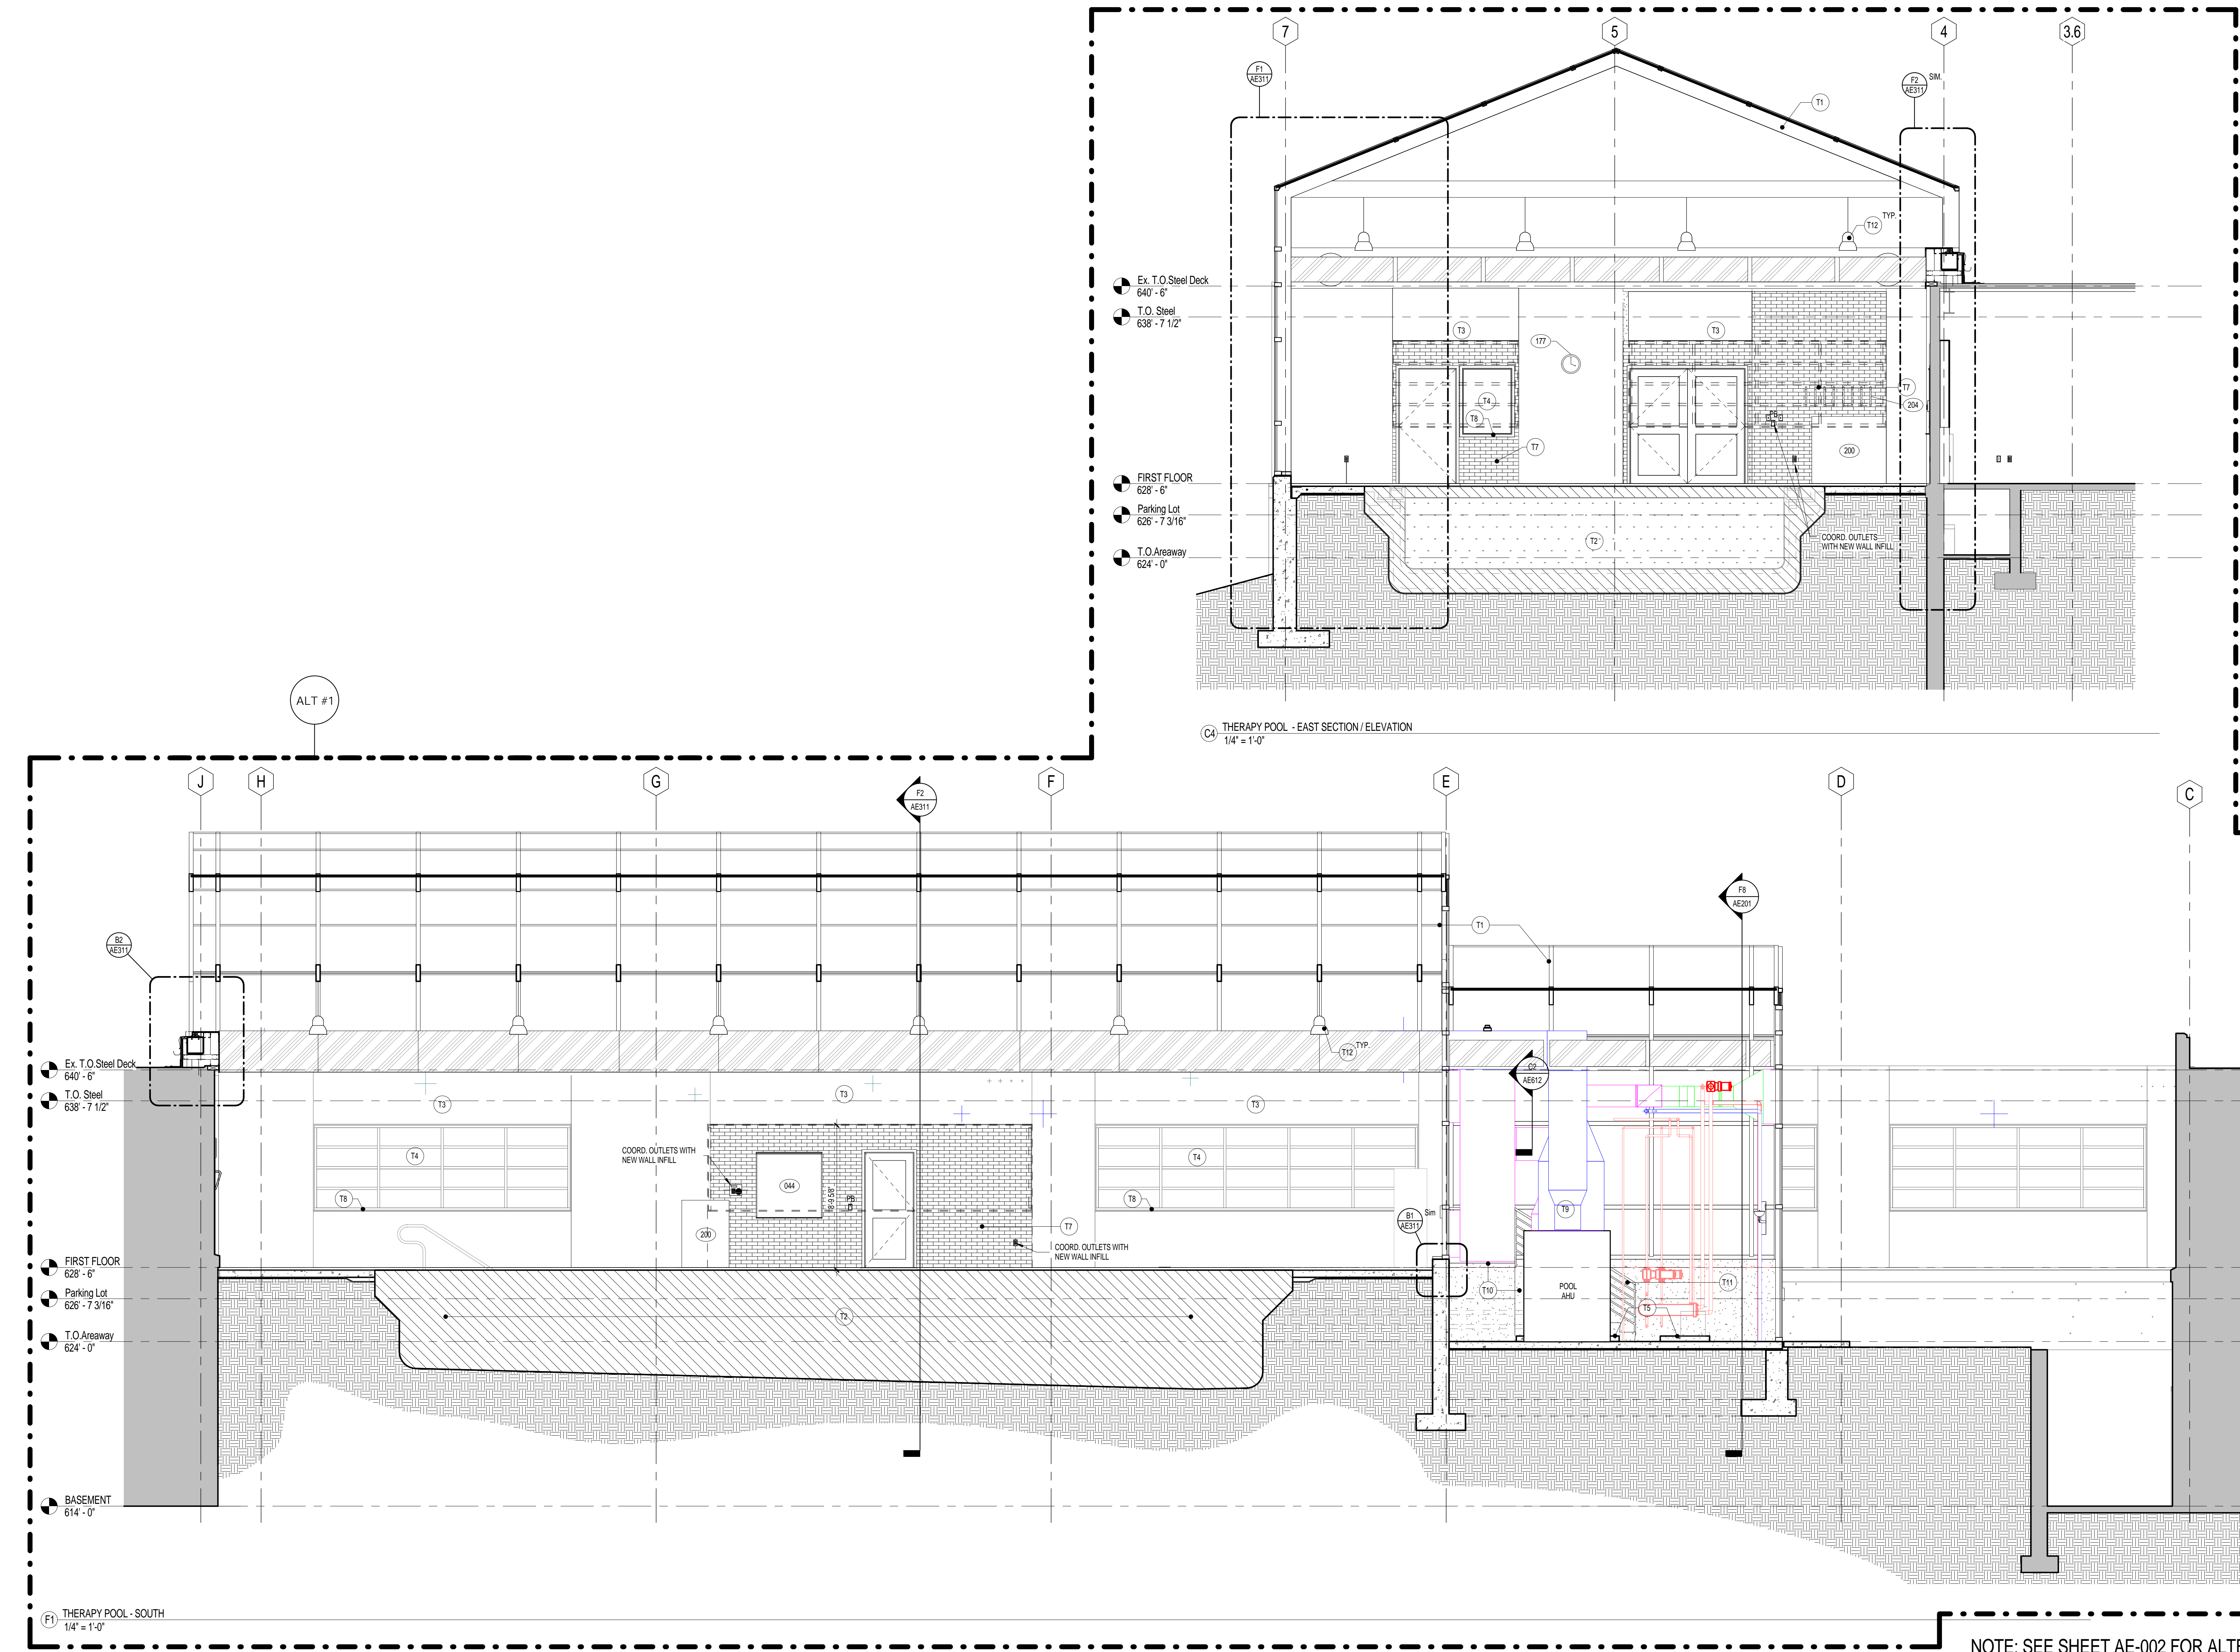 7
5
4
3.6
F1
AE311
F2
AE311
SIM.
T1
T12
TYP.
Ex. T.O.Steel Deck
640' - 6"
T.O. Steel
638' - 7 1/2"
T3
177
T3
T4
T8
T7
T7
204
PB
200
FIRST FLOOR
628' - 6"
Parking Lot
626' - 7 3/16"
T.O.Areaway
624' - 0"
T2
COORD. OUTLETS
WITH NEW WALL INFILL
C4
THERAPY POOL - EAST SECTION / ELEVATION
1/4" = 1'-0"
ALT #1
J
H
G
F
E
D
C
F2
AE311
F8
AE201
B2
AE311
T1
T12
TYP.
C2
AE612
Ex. T.O.Steel Deck
640' - 6"
T.O. Steel
638' - 7 1/2"
T3
T3
T3
COORD. OUTLETS WITH
NEW WALL INFILL
T4
T4
044
8'-9 5/8"
PB
T8
T8
T9
200
T7
B1
AE311
Sim
COORD. OUTLETS WITH
NEW WALL INFILL
FIRST FLOOR
628' - 6"
Parking Lot
626' - 7 3/16"
T.O.Areaway
624' - 0"
T2
T10
POOL
AHU
T11
T5
BASEMENT
614' - 0"
F1
THERAPY POOL - SOUTH
1/4" = 1'-0"
NOTE: SEE SHEET AE-002 FOR